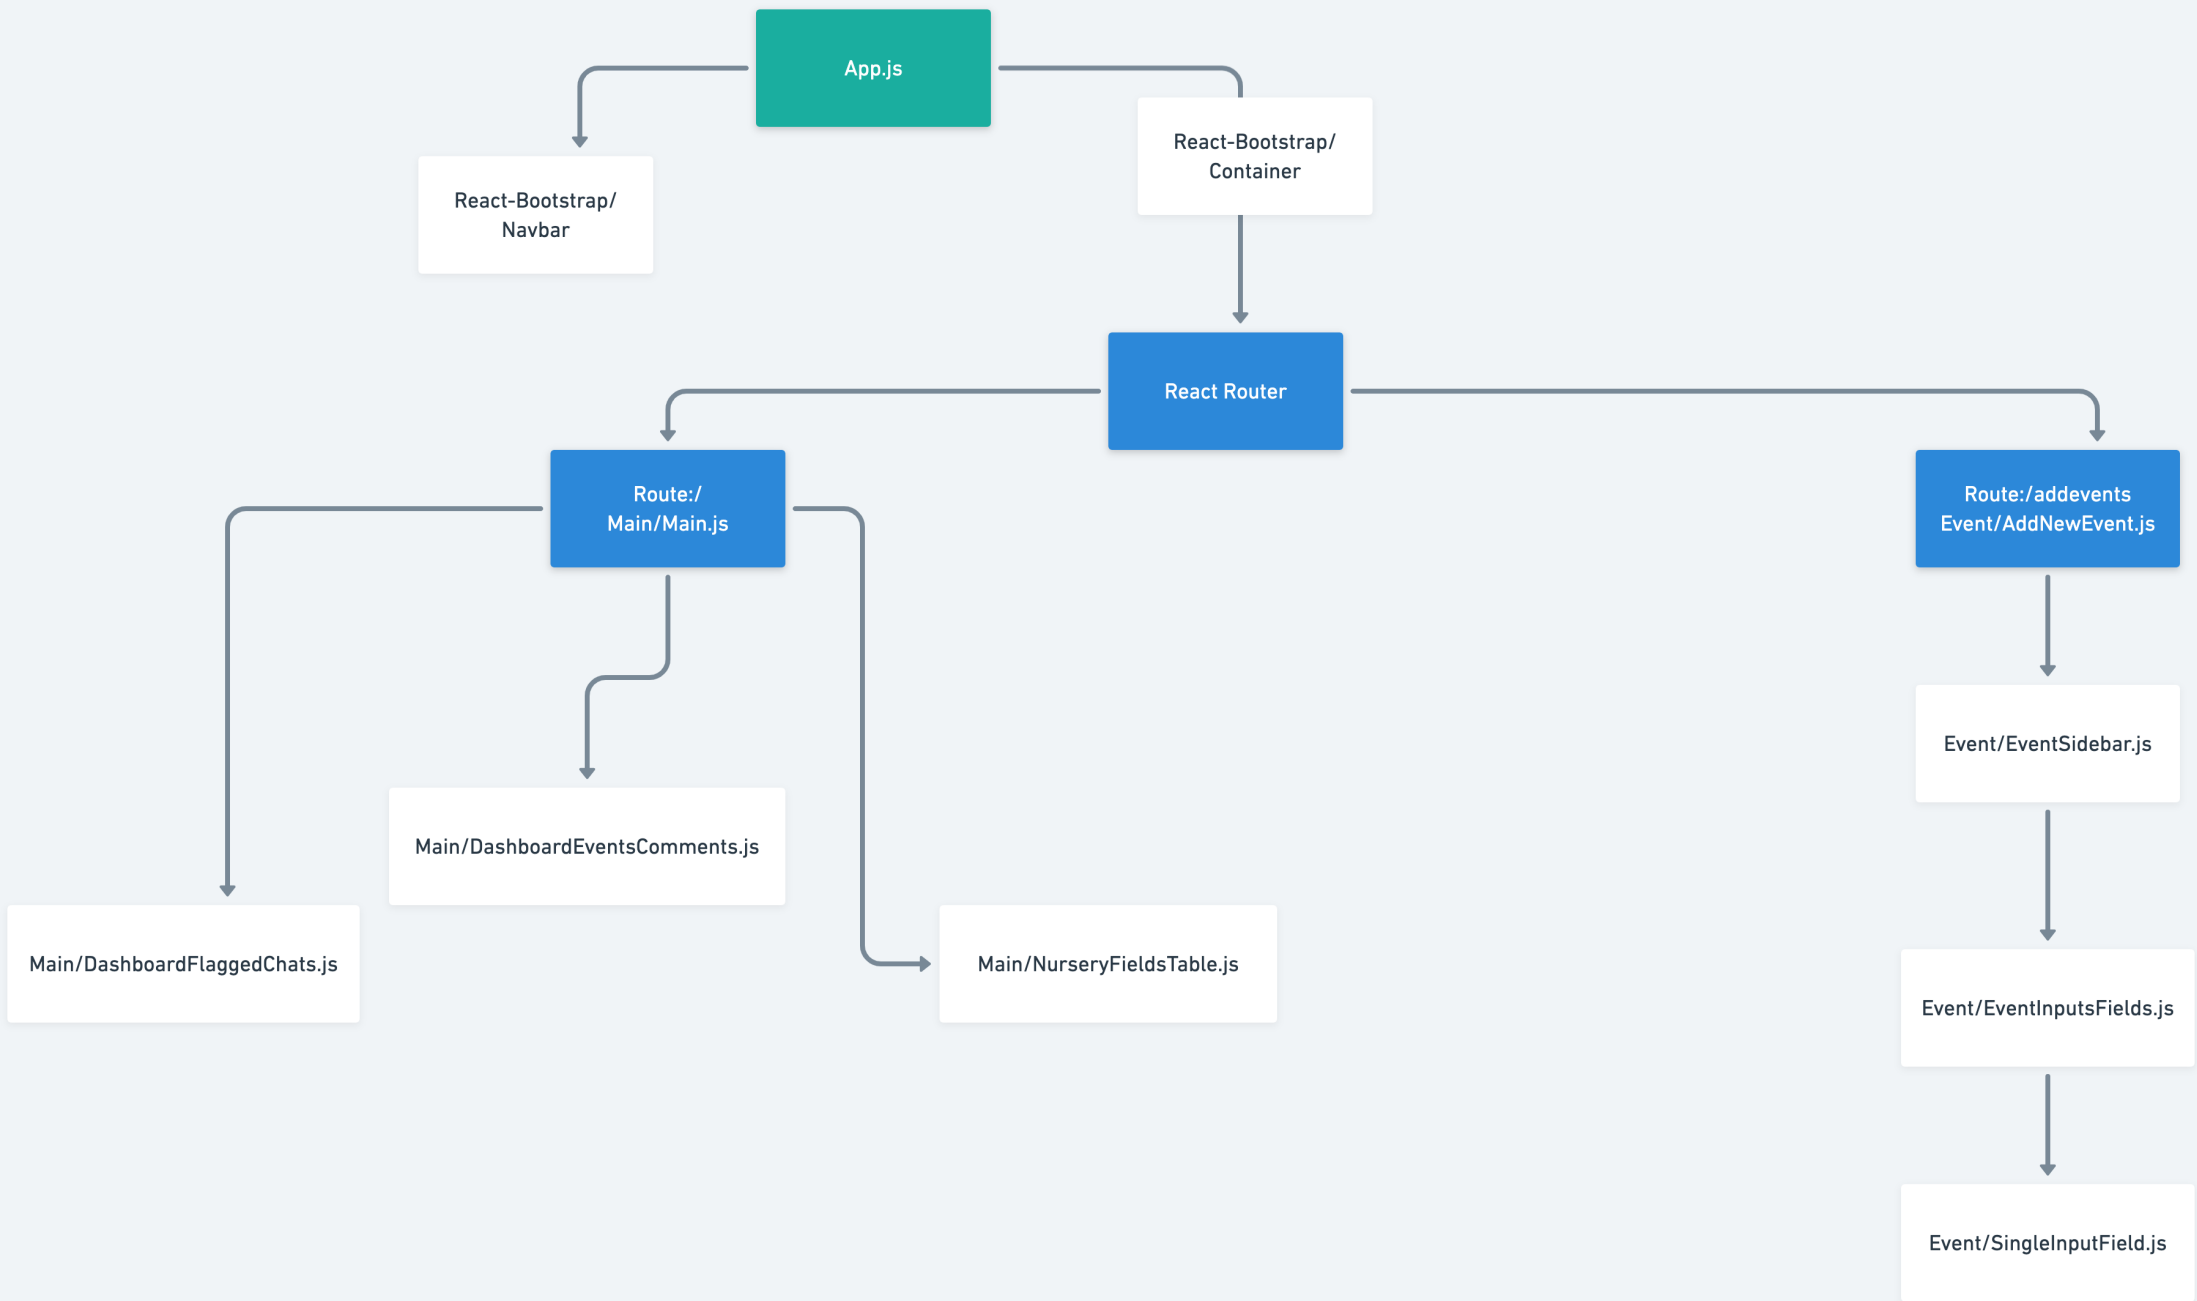 App.js
React-Bootstrap/
Container
React-Bootstrap/
Navbar
React Router
Route:/
Main/Main.js
Route:/addevents
Event/AddNewEvent.js
Event/EventSidebar.js
Main/DashboardEventsComments.js
Main/DashboardFlaggedChats.js
Main/NurseryFieldsTable.js
Event/EventInputsFields.js
Event/SingleInputField.js